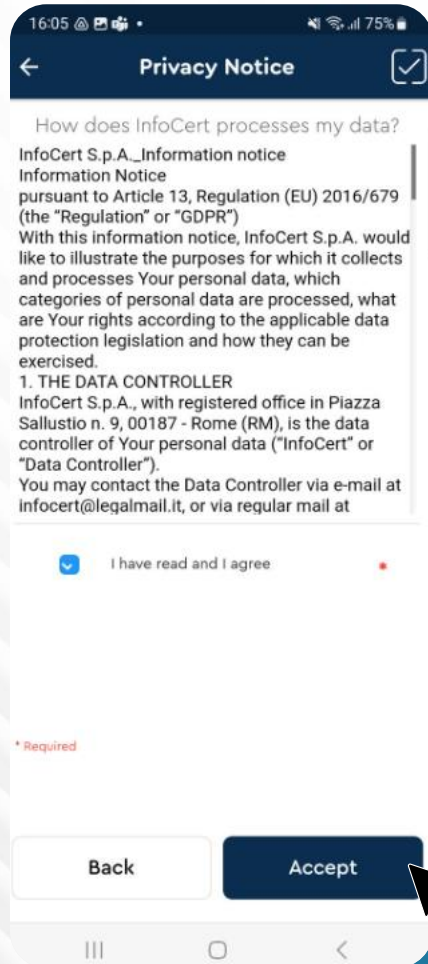 16:05
75%
Privacy Notice
How does InfoCert processes my data?
InfoCert S.p.A._Information notice
Information Notice
pursuant to Article 13, Regulation (EU) 2016/679
(the “Regulation” or “GDPR”)
With this information notice, InfoCert S.p.A. would
like to illustrate the purposes for which it collects
and processes Your personal data, which
categories of personal data are processed, what
are Your rights according to the applicable data
protection legislation and how they can be
exercised.
1. THE DATA CONTROLLER
InfoCert S.p.A., with registered office in Piazza
Sallustio n. 9, 00187 - Rome (RM), is the data
controller of Your personal data (“InfoCert” or
“Data Controller”).
You may contact the Data Controller via e-mail at
infocert@legalmail.it, or via regular mail at
I have read and I agree *
* Required
Back
Accept